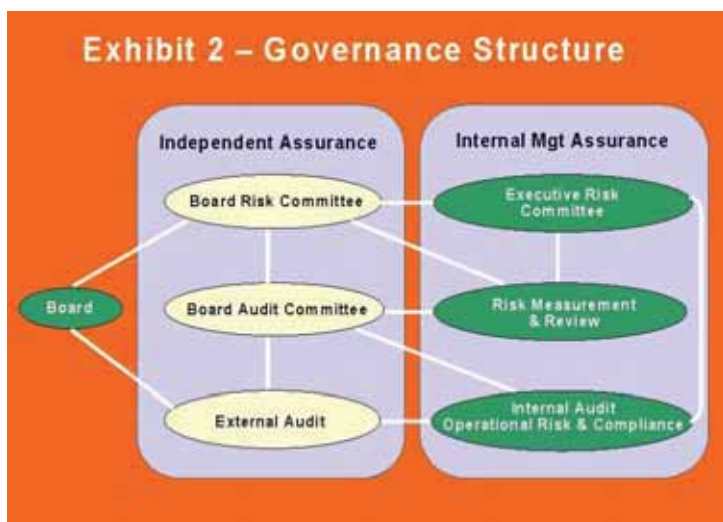 Exhibit 2 – Governance Structure
Independent Assurance
Board Risk Committee
Board
Board Audit Committee
External Audit
Internal Mgt Assurance
Executive Risk
Committee
Risk Measurement
& Review
Internal Audit
Operational Risk & Compliance